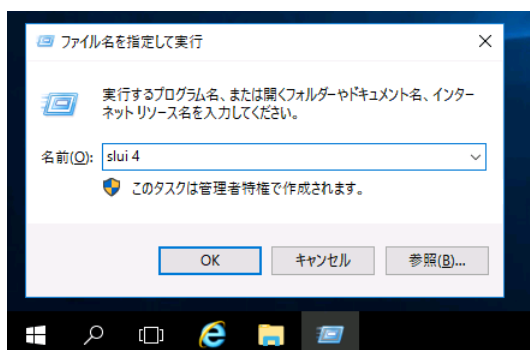 ファイル名を指定して実行
実行するプログラム名、または開くフォルダーやドキュメント名、インター
ネット リソース名を入力してください。
名前(O): slui 4
このタスクは管理者特権で作成されます。
OK キャンセル 参照(B)...